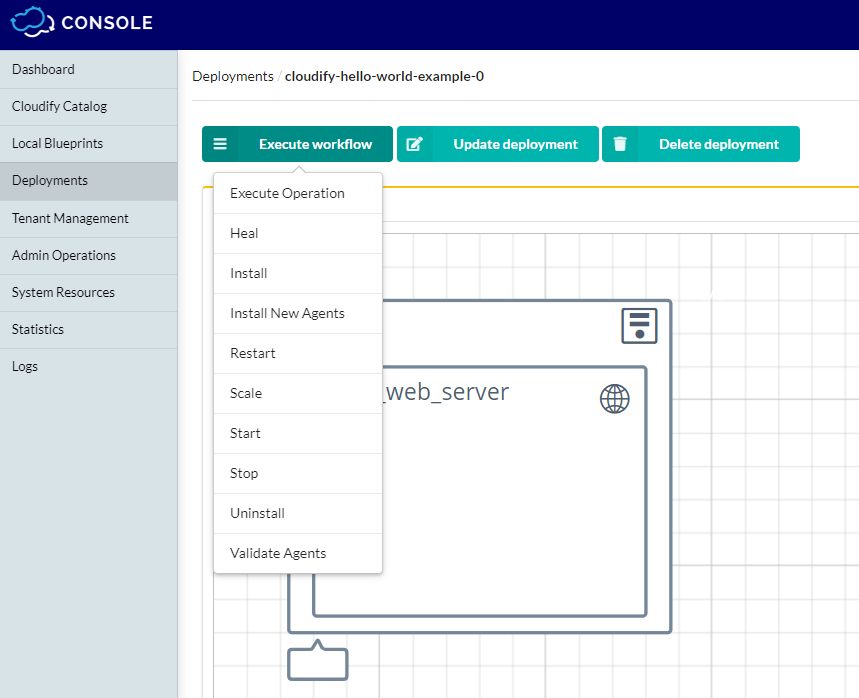 CONSOLE
Dashboard
Cloudify Catalog
Local Blueprints
Deployments
Tenant Management
Admin Operations
System Resources
Statistics
Logs
Deployments / cloudify-hello-world-example-0
Execute workflow
Update deployment
Delete deployment
Execute Operation
Heal
Install
Install New Agents
Restart
Scale
Start
Stop
Uninstall
Validate Agents
_web_server